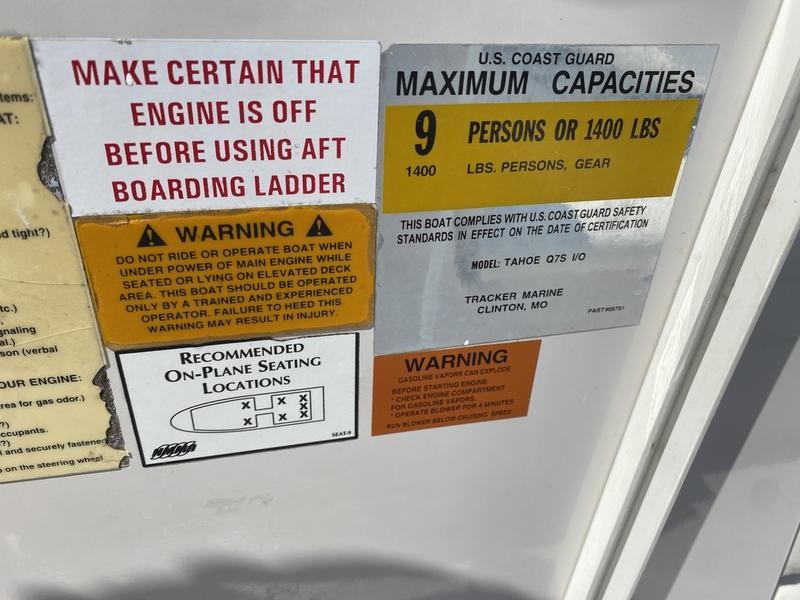 tems:
AT:
d tight?)
tc.)
gnaling
al.)
son (verbal
OUR ENGINE:
rea for gas odor.)
?)
ccupants.
?)
l and securely fastened
p on the steering wheel
MAKE CERTAIN THAT
ENGINE IS OFF
BEFORE USING AFT
BOARDING LADDER
WARNING
DO NOT RIDE OR OPERATE BOAT WHEN
UNDER POWER OF MAIN ENGINE WHILE
SEATED OR LYING ON ELEVATED DECK
AREA. THIS BOAT SHOULD BE OPERATED
ONLY BY A TRAINED AND EXPERIENCED
OPERATOR. FAILURE TO HEED THIS
WARNING MAY RESULT IN INJURY.
RECOMMENDED
ON-PLANE SEATING
LOCATIONS
X X X
X
X X X
SEAT-9
NMMA
U.S. COAST GUARD
MAXIMUM CAPACITIES
9 PERSONS OR 1400 LBS
1400 LBS. PERSONS, GEAR
THIS BOAT COMPLIES WITH U.S. COAST GUARD SAFETY
STANDARDS IN EFFECT ON THE DATE OF CERTIFICATION
MODEL: TAHOE Q7S I/O
TRACKER MARINE
CLINTON, MO
WARNING
GASOLINE VAPORS CAN EXPLODE
BEFORE STARTING ENGINE
* CHECK ENGINE COMPARTMENT
FOR GASOLINE VAPORS.
* OPERATE BLOWER FOR 4 MINUTES
RUN BLOWER BELOW CRUISING SPEED